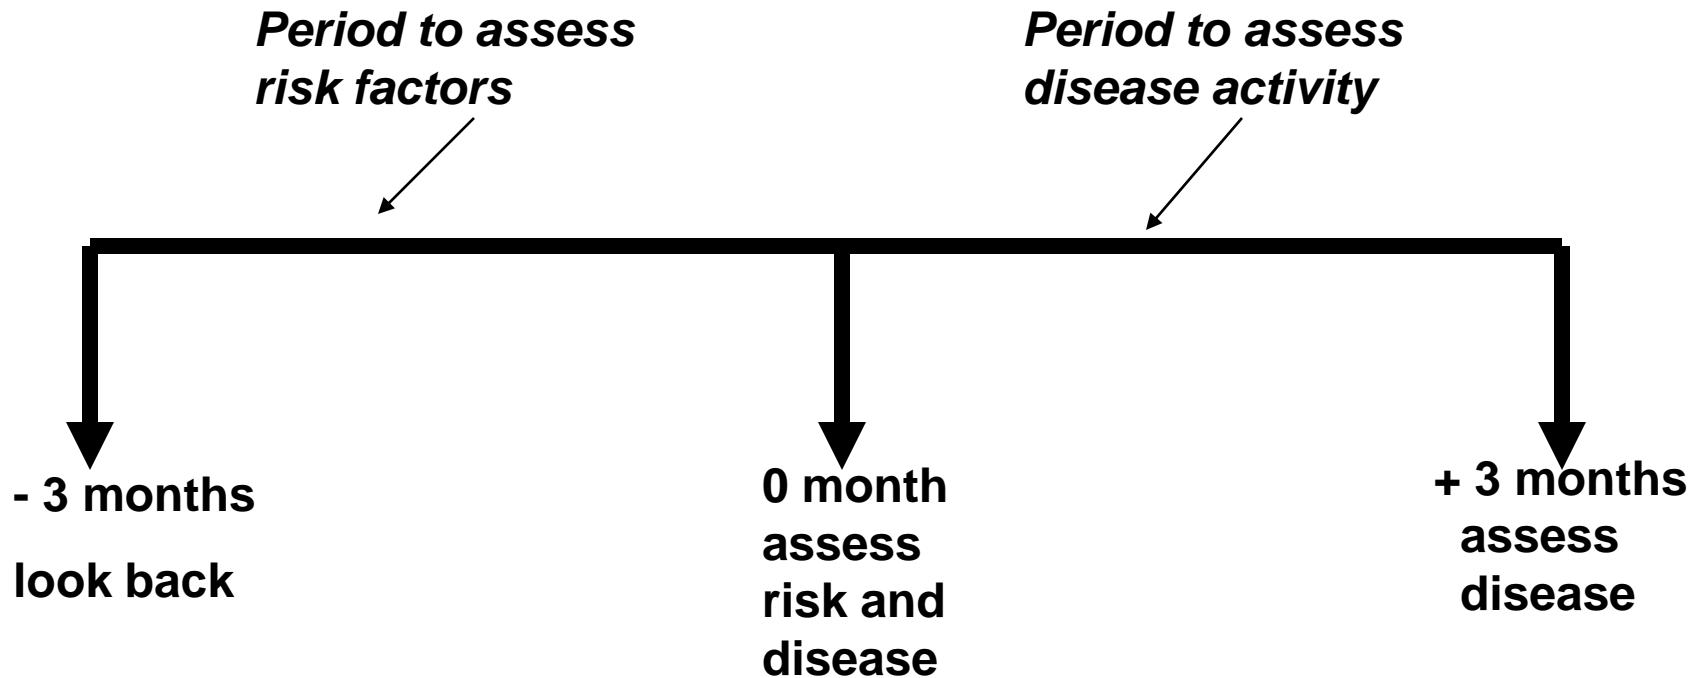 Period to assess
risk factors
Period to assess
disease activity
- 3 months
look back
0 month
assess
risk and
disease
+ 3 months
assess
disease